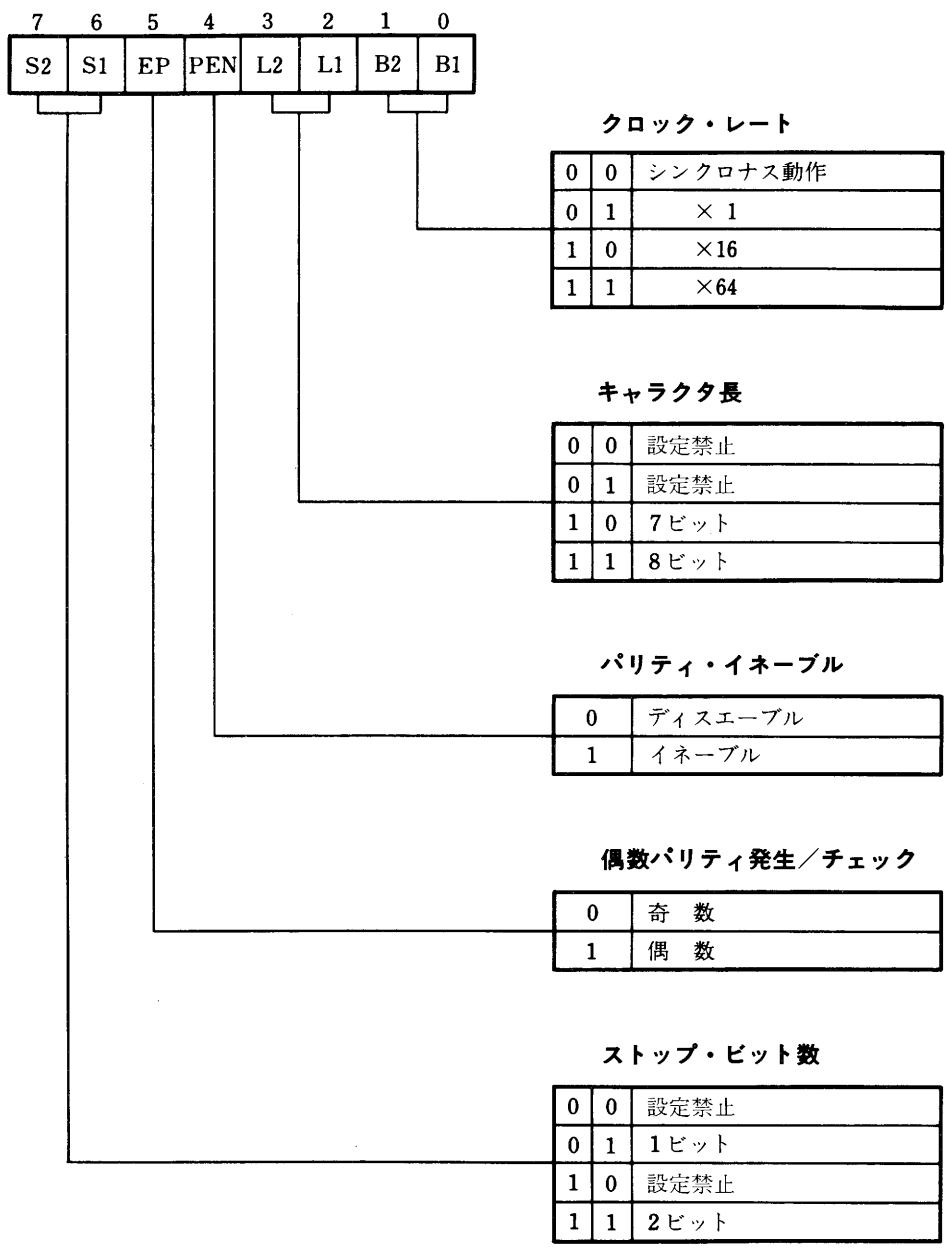 7 6 5 4 3 2 1 0
S2 S1 EP PEN L2 L1 B2 B1
クロック・レート
0 0 シンクロナス動作
0 1 × 1
1 0 ×16
1 1 ×64
キャラクタ長
0 0 設定禁止
0 1 設定禁止
1 0 7ビット
1 1 8ビット
パリティ・イネーブル
0 ディスエーブル
1 イネーブル
偶数パリティ発生/チェック
0 奇 数
1 偶 数
ストップ・ビット数
0 0 設定禁止
0 1 1ビット
1 0 設定禁止
1 1 2ビット